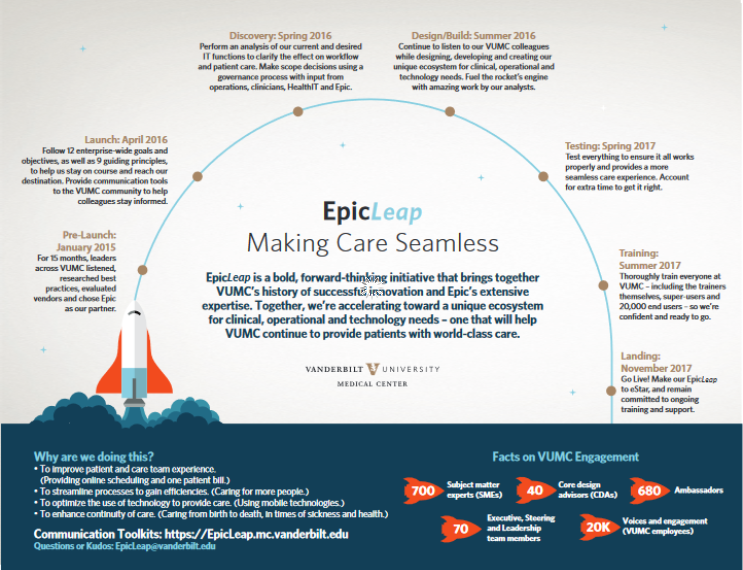 Discovery: Spring 2016
Perform an analysis of our current and desired
IT functions to clarify the effect on workflow
and patient care. Make scope decisions using a
governance process with input from
operations, clinicians, HealthIT and Epic.
Design/Build: Summer 2016
Continue to listen to our VUMC colleagues
while designing, developing and creating our
unique ecosystem for clinical, operational and
technology needs. Fuel the rocket's engine
with amazing work by our analysts.
Launch: April 2016
Follow 12 enterprise-wide goals and
objectives, as well as 9 guiding principles,
to help us stay on course and reach our
destination. Provide communication tools
to the VUMC community to help
colleagues stay informed.
Testing: Spring 2017
Test everything to ensure it all works
properly and provides a more
seamless care experience. Account
for extra time to get it right.
Pre-Launch:
January 2015
For 15 months, leaders
across VUMC listened,
researched best
practices, evaluated
vendors and chose Epic
as our partner.
EpicLeap
Making Care Seamless
EpicLeap is a bold, forward-thinking initiative that brings together
VUMC's history of successful innovation and Epic's extensive
expertise. Together, we're accelerating toward a unique ecosystem
for clinical, operational and technology needs – one that will help
VUMC continue to provide patients with world-class care.
VANDERBILT V UNIVERSITY
MEDICAL CENTER
Training:
Summer 2017
Thoroughly train everyone at
VUMC – including the trainers
themselves, super-users and
20,000 end users – so we're
confident and ready to go.
Landing:
November 2017
Go Live! Make our EpicLeap
to eStar, and remain
committed to ongoing
training and support.
Why are we doing this?
• To improve patient and care team experience.
(Providing online scheduling and one patient bill.)
• To streamline processes to gain efficiencies. (Caring for more people.)
• To optimize the use of technology to provide care. (Using mobile technologies.)
• To enhance continuity of care. (Caring from birth to death, in times of sickness and health.)
Communication Toolkits: https://EpicLeap.mc.vanderbilt.edu
Questions or Kudos: EpicLeap@vanderbilt.edu
Facts on VUMC Engagement
700 Subject matter
experts (SMEs)
40 Core design
advisors (CDAs)
680 Ambassadors
70 Executive, Steering
and Leadership
team members
20K Voices and engagement
(VUMC employees)